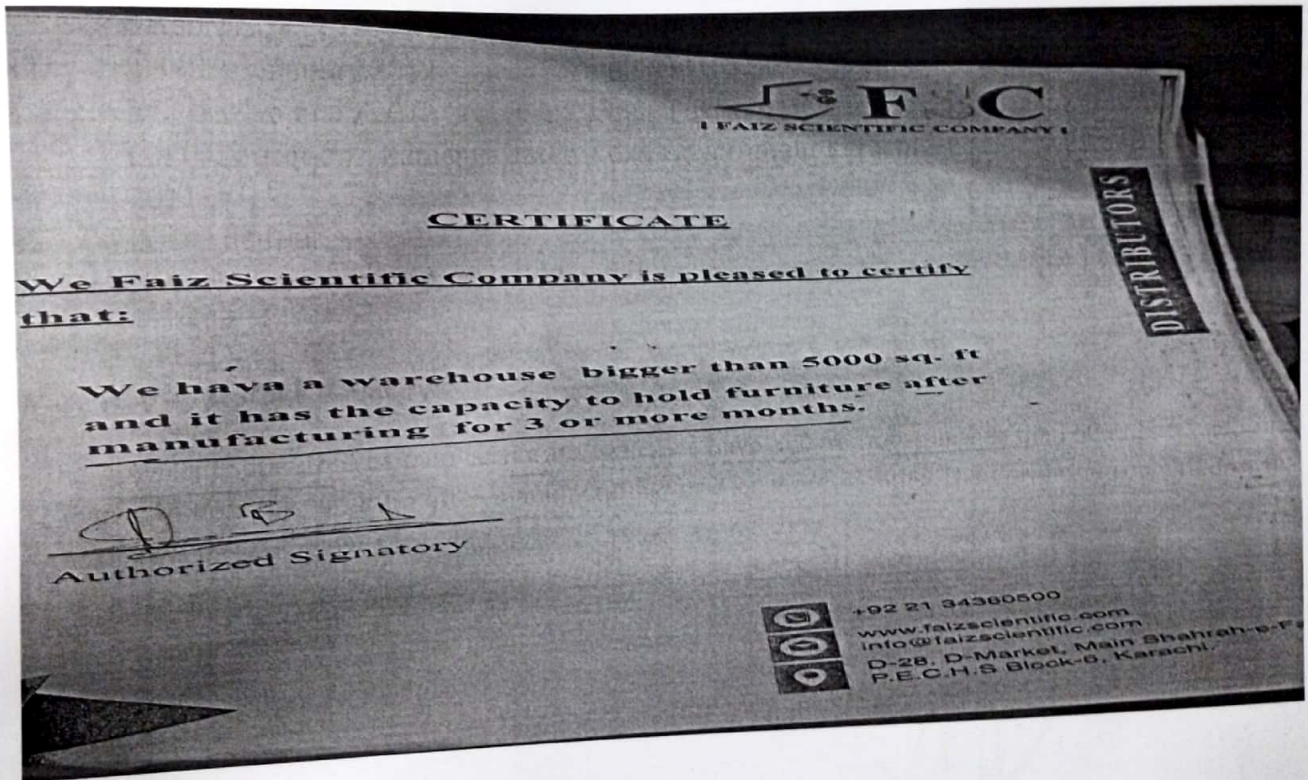 F S C
FAIZ SCIENTIFIC COMPANY
DISTRIBUTORS
CERTIFICATE
We Faiz Scientific Company is pleased to certify
that:
We hava a warehouse bigger than 5000 sq. ft
and it has the capacity to hold furniture after
manufacturing for 3 or more months.
Authorized Signatory
+92 21 34360500
www.faizscientific.com
info@faizscientific.com
D-28, D-Market, Main Shahrah-e-Fa
P.E.C.H.S Block-6, Karachi.